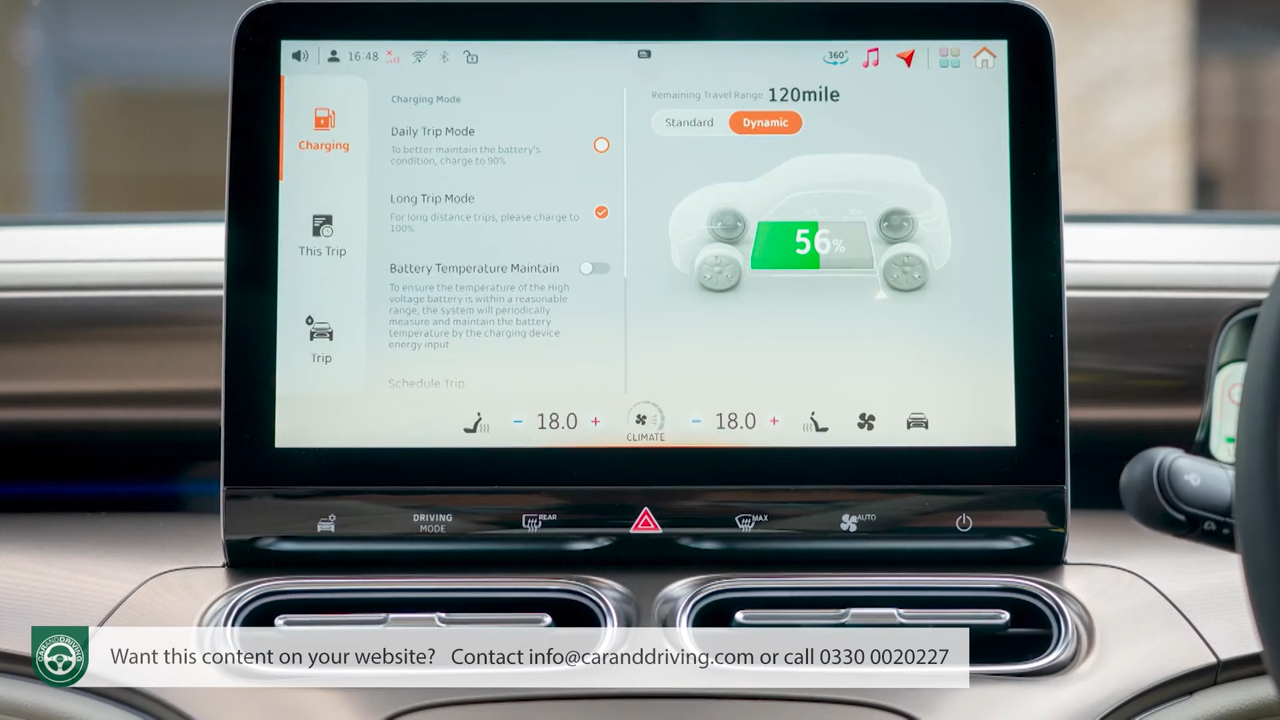 16:48
360°
Charging
This Trip
Trip
Charging Mode
Daily Trip Mode
To better maintain the battery's
condition, charge to 90%
Long Trip Mode
For long distance trips, please charge to
100%
Battery Temperature Maintain
To ensure the temperature of the High
voltage battery is within a reasonable
range, the system will periodically
measure and maintain the battery
temperature by the charging device
energy input
Schedule Trip
Remaining Travel Range 120mile
Standard Dynamic
56%
- 18.0 + CLIMATE - 18.0 +
DRIVING
MODE
REAR
MAX
AUTO
CARANDDRIVING
Want this content on your website? Contact info@caranddriving.com or call 0330 0020227